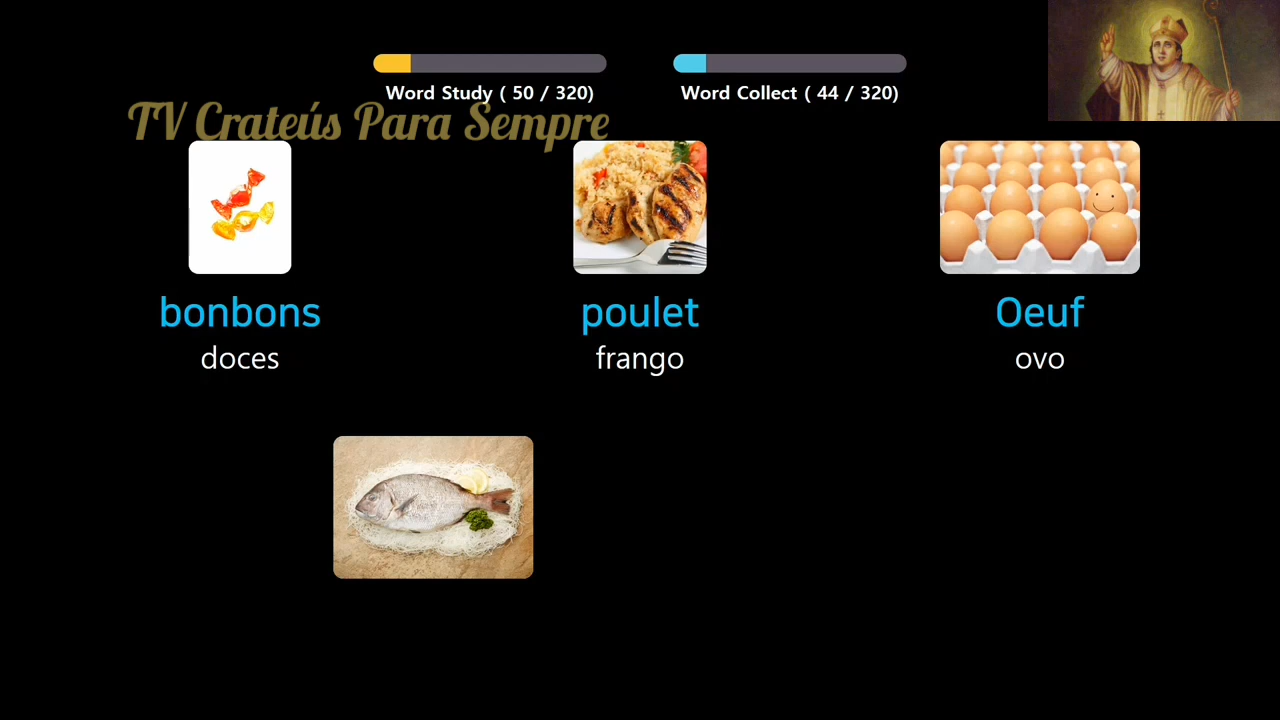 Word Study ( 50 / 320)
Word Collect ( 44 / 320)
TV Crateús Para Sempre
bonbons
poulet
Oeuf
doces
frango
ovo